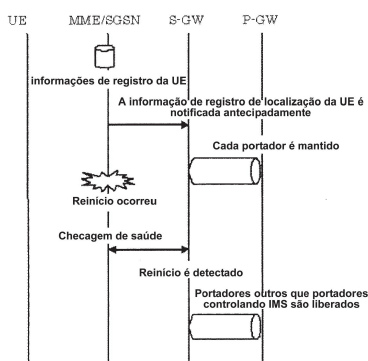 UE MME/SGSN S-GW P-GW
informações de registro da UE
A informação de registro de localização da UE é
notificada antecipadamente
Cada portador é mantido
Reinício ocorreu
Checagem de saúde
Reinício é detectado
Portadores outros que portadores
controlando IMS são liberados